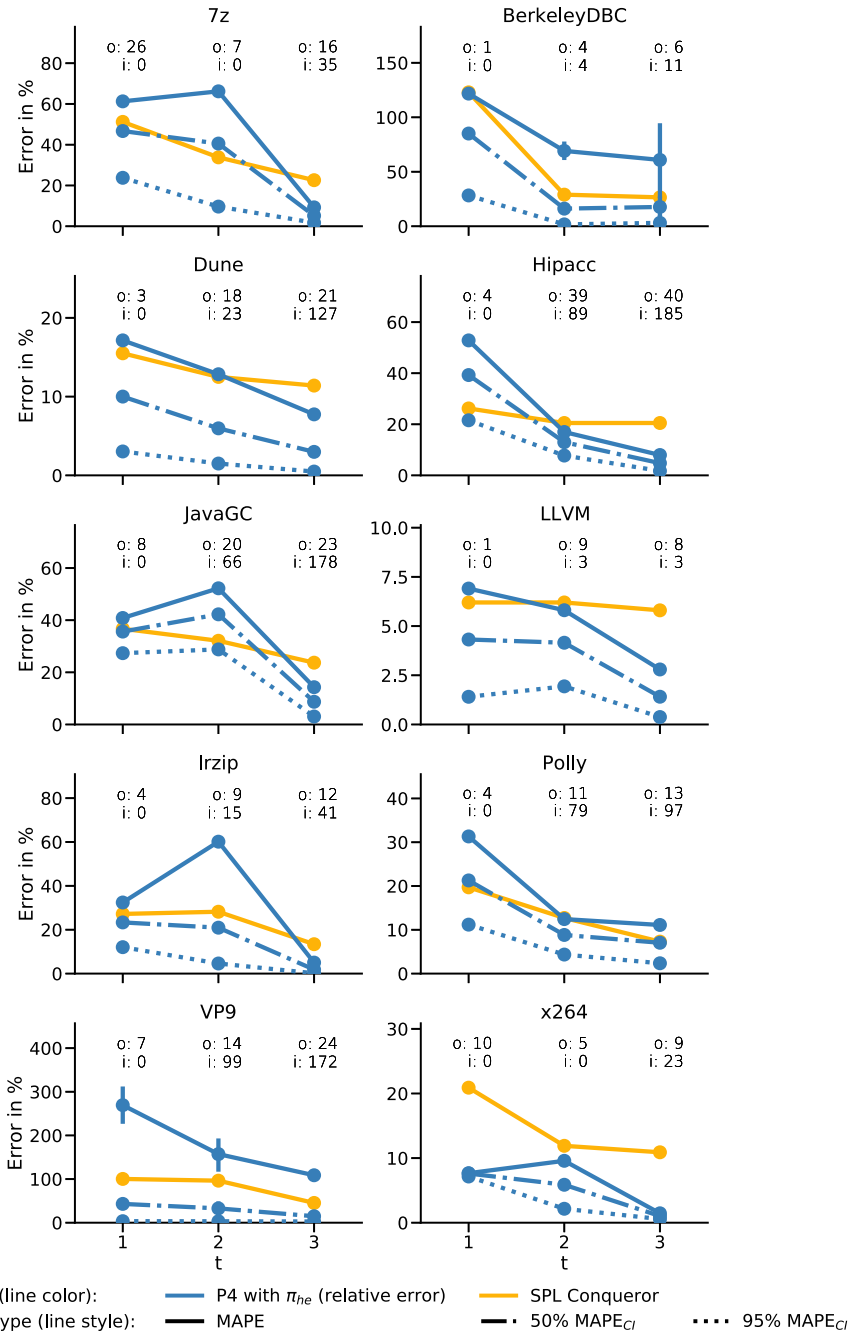 7z
BerkeleyDBC
o: 26 o: 7 o: 16
i: 0 i: 0 i: 35
o: 1 o: 4 o: 6
i: 0 i: 4 i: 11
Error in %
80
60
40
20
0
150
100
50
0
Dune
Hipacc
o: 3 o: 18 o: 21
i: 0 i: 23 i: 127
o: 4 o: 39 o: 40
i: 0 i: 89 i: 185
Error in %
20
10
0
60
40
20
0
JavaGC
LLVM
o: 8 o: 20 o: 23
i: 0 i: 66 i: 178
o: 1 o: 9 o: 8
i: 0 i: 3 i: 3
Error in %
60
40
20
0
10.0
7.5
5.0
2.5
0.0
lrzip
Polly
o: 4 o: 9 o: 12
i: 0 i: 15 i: 41
o: 4 o: 11 o: 13
i: 0 i: 79 i: 97
Error in %
80
60
40
20
0
40
30
20
10
0
VP9
x264
o: 7 o: 14 o: 24
i: 0 i: 99 i: 172
o: 10 o: 5 o: 9
i: 0 i: 0 i: 23
Error in %
400
300
200
100
0
30
20
10
0
1 2 3
t
1 2 3
t
(line color): P4 with π_he (relative error) SPL Conqueror
ype (line style): MAPE 50% MAPE_CI 95% MAPE_CI